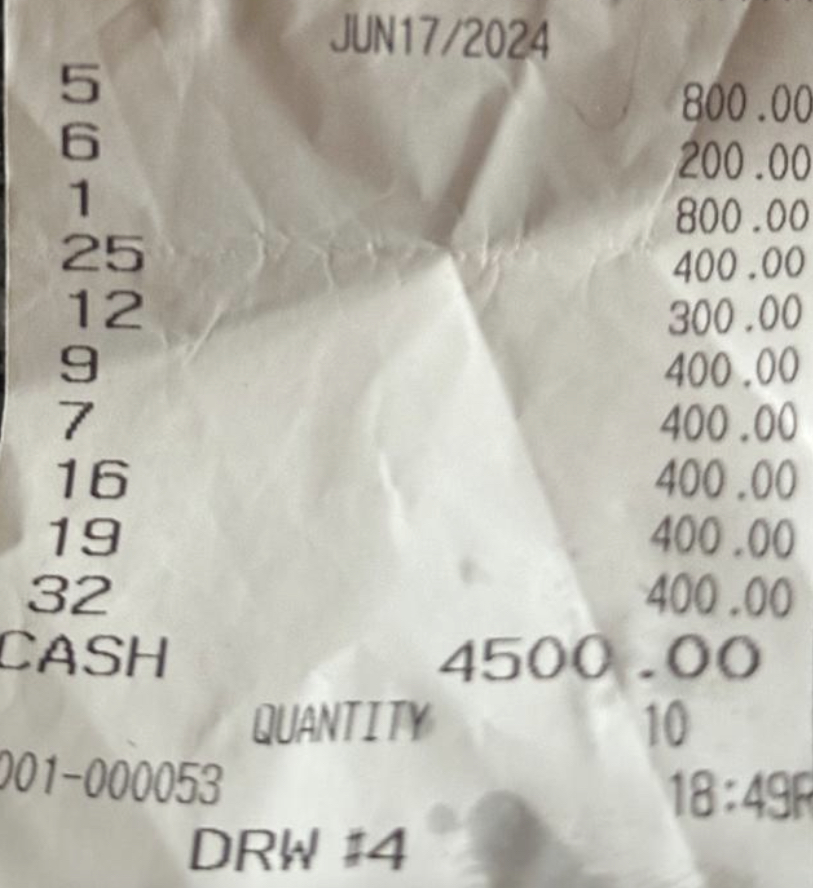 JUN17/2024
5 800.00
6 200.00
1 800.00
25 400.00
12 300.00
9 400.00
7 400.00
16 400.00
19 400.00
32 400.00
CASH 4500.00
QUANTITY 10
001-000053 18:49R
DRW #4